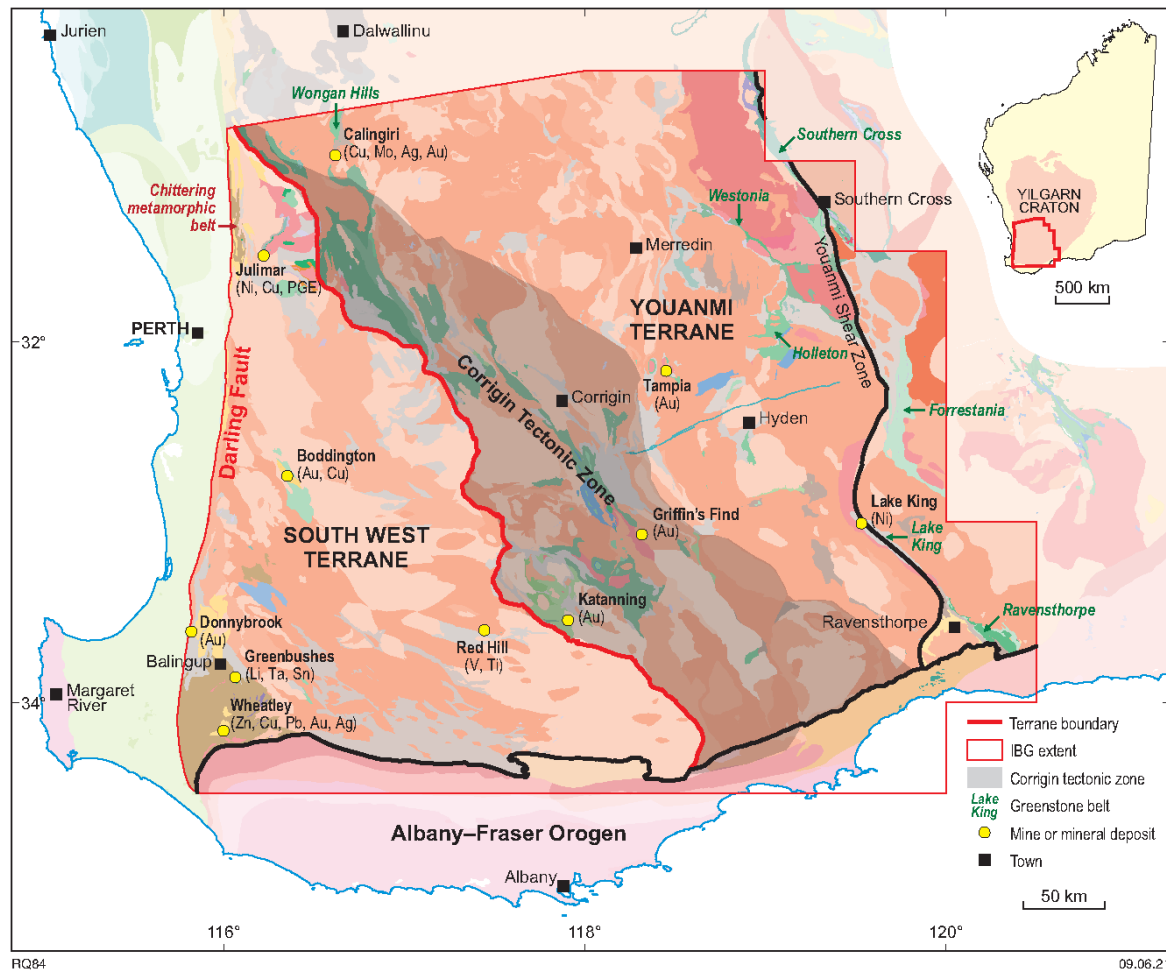 Jurien
Dalwallinu
Wongan Hills
Calingiri
(Cu, Mo, Ag, Au)
Southern Cross
YILGARN
CRATON
500 km
Chittering
metamorphic
belt
Westonia
Southern Cross
Merredin
Julimar
(Ni, Cu, PGE)
YOUANMI
TERRANE
Youanmi Shear Zone
PERTH
32°
Holleton
Darling Fault
Corrigin Tectonic Zone
Corrigin
Tampia
(Au)
Hyden
Forrestania
Boddington
(Au, Cu)
Lake King
(Ni)
Griffin's Find
(Au)
Lake
King
SOUTH WEST
TERRANE
Katanning
(Au)
Ravensthorpe
Ravensthorpe
Donnybrook
(Au)
Red Hill
(V, Ti)
Balingup
Greenbushes
(Li, Ta, Sn)
Margaret
River
34°
Wheatley
(Zn, Cu, Pb, Au, Ag)
Terrane boundary
IBG extent
Corrigin tectonic zone
Lake
King
Greenstone belt
Mine or mineral deposit
Town
Albany–Fraser Orogen
Albany
50 km
116°
118°
120°
RQ84
09.06.21